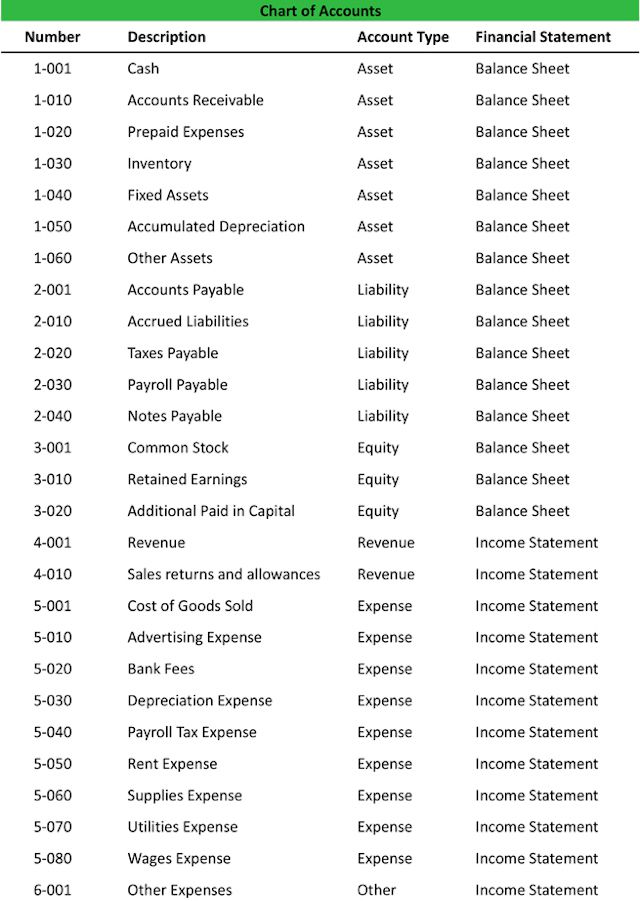 Chart of Accounts
Number Description Account Type Financial Statement
1-001 Cash Asset Balance Sheet
1-010 Accounts Receivable Asset Balance Sheet
1-020 Prepaid Expenses Asset Balance Sheet
1-030 Inventory Asset Balance Sheet
1-040 Fixed Assets Asset Balance Sheet
1-050 Accumulated Depreciation Asset Balance Sheet
1-060 Other Assets Asset Balance Sheet
2-001 Accounts Payable Liability Balance Sheet
2-010 Accrued Liabilities Liability Balance Sheet
2-020 Taxes Payable Liability Balance Sheet
2-030 Payroll Payable Liability Balance Sheet
2-040 Notes Payable Liability Balance Sheet
3-001 Common Stock Equity Balance Sheet
3-010 Retained Earnings Equity Balance Sheet
3-020 Additional Paid in Capital Equity Balance Sheet
4-001 Revenue Revenue Income Statement
4-010 Sales returns and allowances Revenue Income Statement
5-001 Cost of Goods Sold Expense Income Statement
5-010 Advertising Expense Expense Income Statement
5-020 Bank Fees Expense Income Statement
5-030 Depreciation Expense Expense Income Statement
5-040 Payroll Tax Expense Expense Income Statement
5-050 Rent Expense Expense Income Statement
5-060 Supplies Expense Expense Income Statement
5-070 Utilities Expense Expense Income Statement
5-080 Wages Expense Expense Income Statement
6-001 Other Expenses Other Income Statement